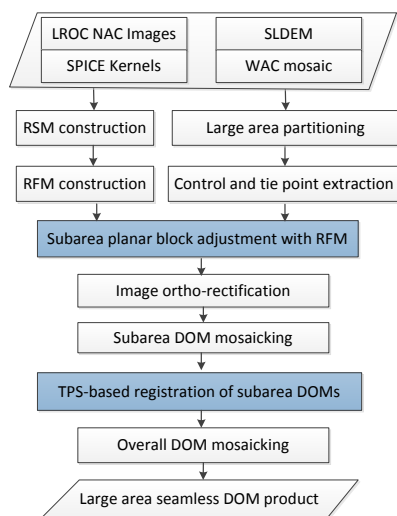 LROC NAC Images
SLDEM
SPICE Kernels
WAC mosaic
RSM construction
Large area partitioning
RFM construction
Control and tie point extraction
Subarea planar block adjustment with RFM
Image ortho-rectification
Subarea DOM mosaicking
TPS-based registration of subarea DOMs
Overall DOM mosaicking
Large area seamless DOM product